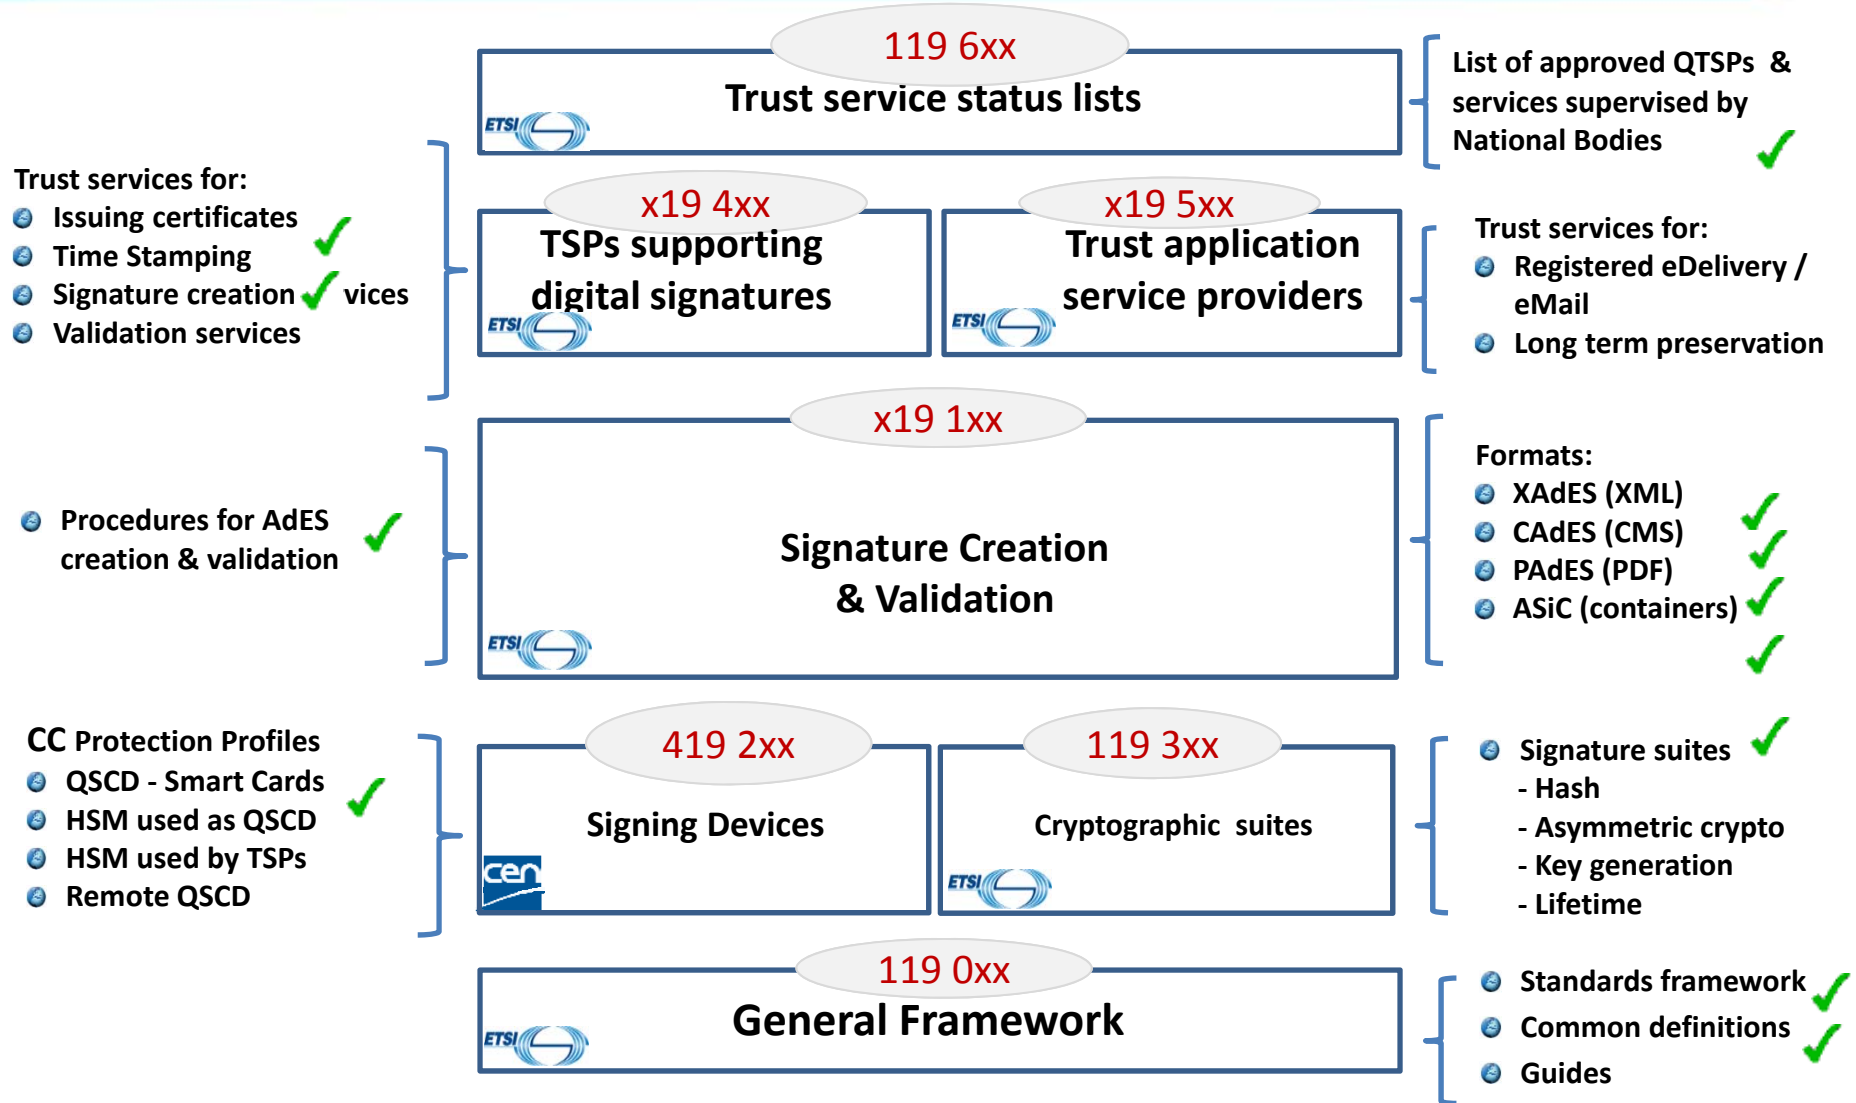 119 6xx
Trust service status lists
ETSI
List of approved QTSPs &
services supervised by
National Bodies
Trust services for:
Issuing certificates
Time Stamping
Signature creation vices
Validation services
x19 4xx
TSPs supporting
digital signatures
ETSI
x19 5xx
Trust application
service providers
ETSI
Trust services for:
Registered eDelivery /
eMail
Long term preservation
x19 1xx
Signature Creation
& Validation
ETSI
Procedures for AdES
creation & validation
Formats:
XAdES (XML)
CAdES (CMS)
PAdES (PDF)
ASiC (containers)
CC Protection Profiles
QSCD - Smart Cards
HSM used as QSCD
HSM used by TSPs
Remote QSCD
419 2xx
Signing Devices
cen
119 3xx
Cryptographic suites
ETSI
Signature suites
- Hash
- Asymmetric crypto
- Key generation
- Lifetime
119 0xx
General Framework
ETSI
Standards framework
Common definitions
Guides